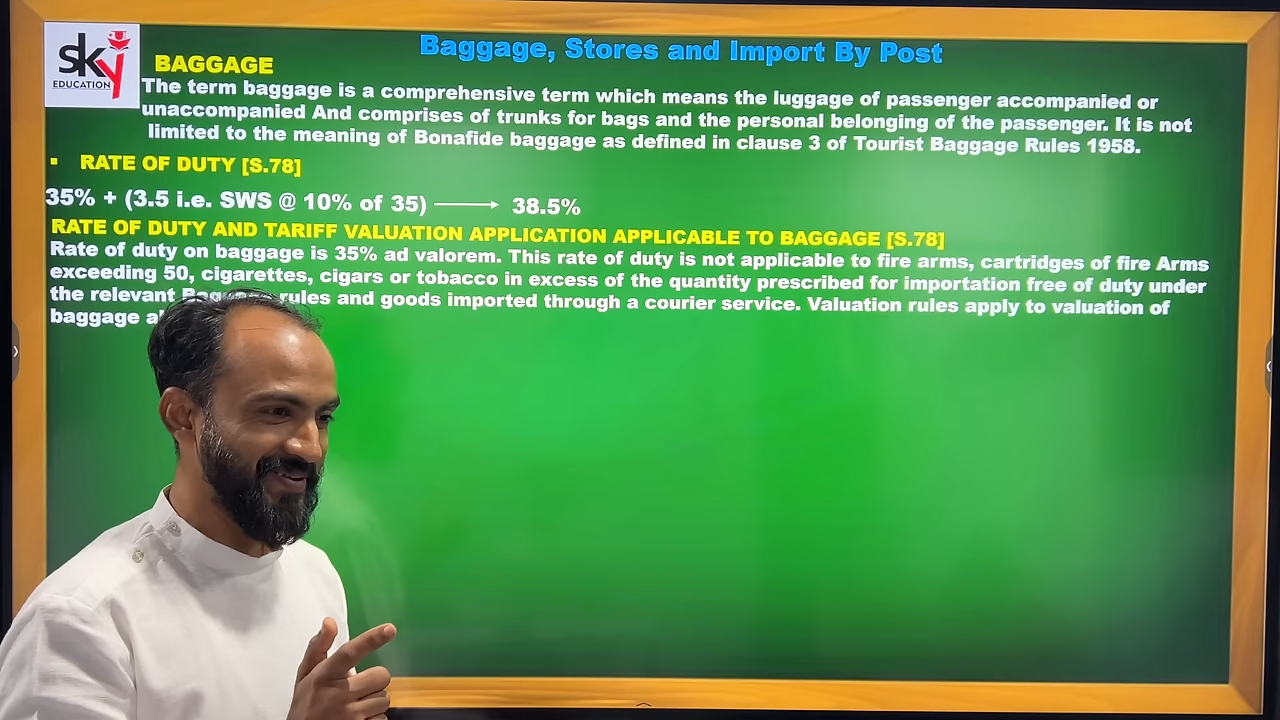 sky
EDUCATION
Baggage, Stores and Import By Post
BAGGAGE
The term baggage is a comprehensive term which means the luggage of passenger accompanied or
unaccompanied And comprises of trunks for bags and the personal belonging of the passenger. It is not
limited to the meaning of Bonafide baggage as defined in clause 3 of Tourist Baggage Rules 1958.
▪ RATE OF DUTY [S.78]
35% + (3.5 i.e. SWS @ 10% of 35) → 38.5%
RATE OF DUTY AND TARIFF VALUATION APPLICATION APPLICABLE TO BAGGAGE [S.78]
Rate of duty on baggage is 35% ad valorem. This rate of duty is not applicable to fire arms, cartridges of fire Arms
exceeding 50, cigarettes, cigars or tobacco in excess of the quantity prescribed for importation free of duty under
the relevant rules and goods imported through a courier service. Valuation rules apply to valuation of
baggage